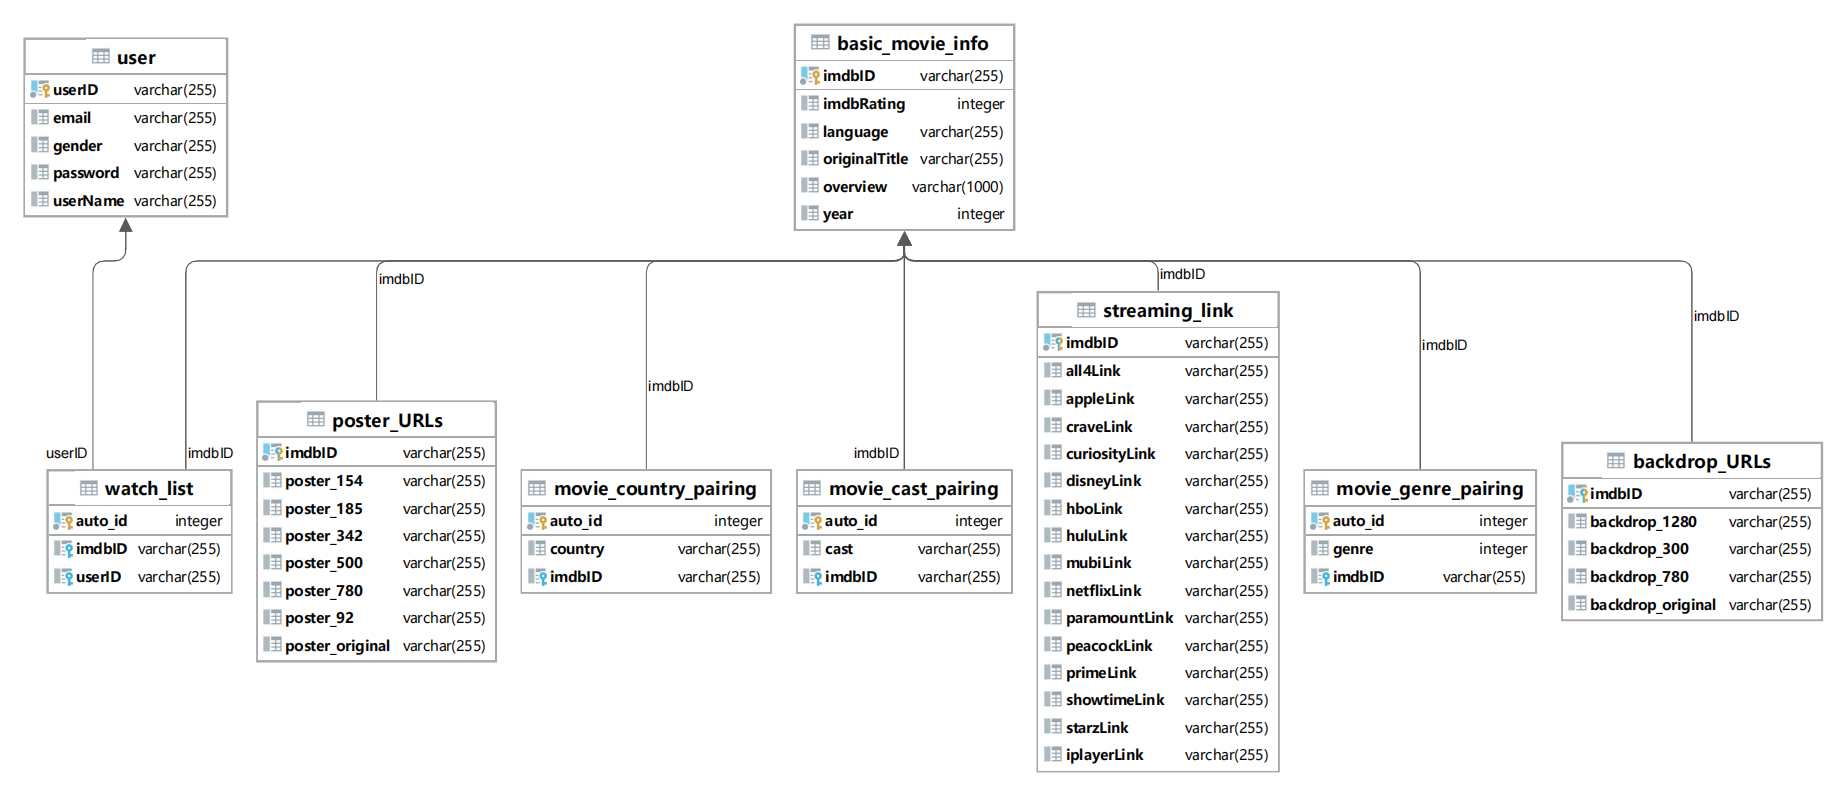 user
userID varchar(255)
email varchar(255)
gender varchar(255)
password varchar(255)
userName varchar(255)
basic_movie_info
imdbID varchar(255)
imdbRating integer
language varchar(255)
originalTitle varchar(255)
overview varchar(1000)
year integer
userID
imdbID
imdbID
imdbID
imdbID
imdbID
imdbID
imdbID
watch_list
auto_id integer
imdbID varchar(255)
userID varchar(255)
poster_URLs
imdbID varchar(255)
poster_154 varchar(255)
poster_185 varchar(255)
poster_342 varchar(255)
poster_500 varchar(255)
poster_780 varchar(255)
poster_92 varchar(255)
poster_original varchar(255)
movie_country_pairing
auto_id integer
country varchar(255)
imdbID varchar(255)
movie_cast_pairing
auto_id integer
cast varchar(255)
imdbID varchar(255)
streaming_link
imdbID varchar(255)
all4Link varchar(255)
appleLink varchar(255)
craveLink varchar(255)
curiosityLink varchar(255)
disneyLink varchar(255)
hboLink varchar(255)
huluLink varchar(255)
mubiLink varchar(255)
netflixLink varchar(255)
paramountLink varchar(255)
peacockLink varchar(255)
primeLink varchar(255)
showtimeLink varchar(255)
starzLink varchar(255)
iplayerLink varchar(255)
movie_genre_pairing
auto_id integer
genre integer
imdbID varchar(255)
backdrop_URLs
imdbID varchar(255)
backdrop_1280 varchar(255)
backdrop_300 varchar(255)
backdrop_780 varchar(255)
backdrop_original varchar(255)